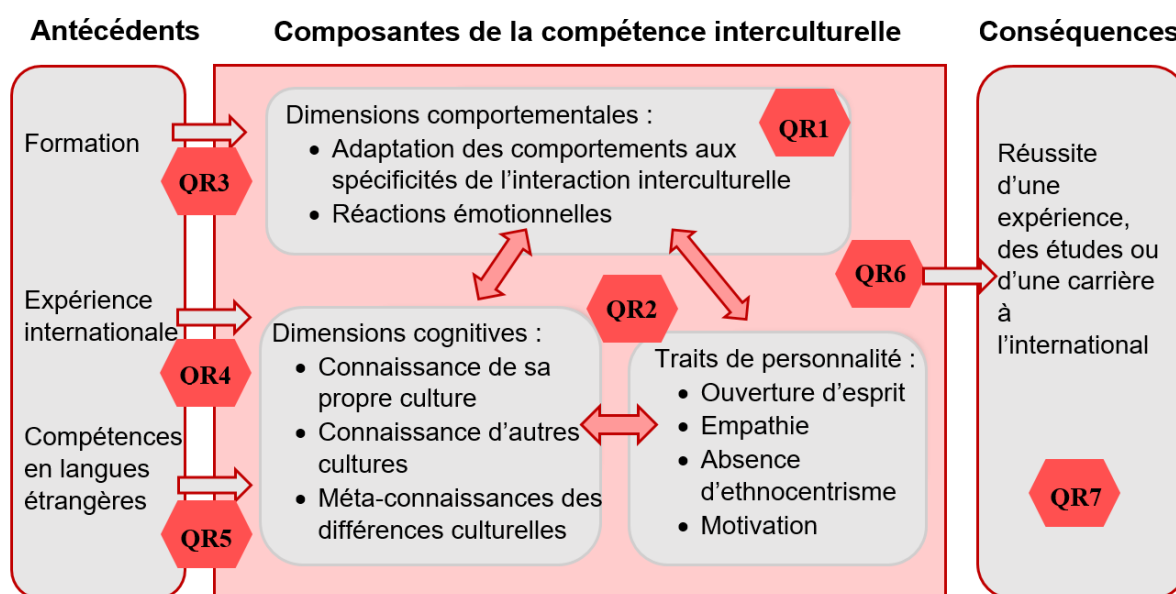 Antécédents
Composantes de la compétence interculturelle
Conséquences
Formation
QR3
Expérience
internationale
OR4
Compétences
en langues
étrangères
QR5
Dimensions comportementales :
• Adaptation des comportements aux
spécificités de l’interaction interculturelle
• Réactions émotionnelles
QR1
QR2
Dimensions cognitives :
• Connaissance de sa
propre culture
• Connaissance d’autres
cultures
• Méta-connaissances des
différences culturelles
Traits de personnalité :
• Ouverture d’esprit
• Empathie
• Absence
d’ethnocentrisme
• Motivation
QR6
Réussite
d’une
expérience,
des études ou
d’une carrière
à
l’international
QR7